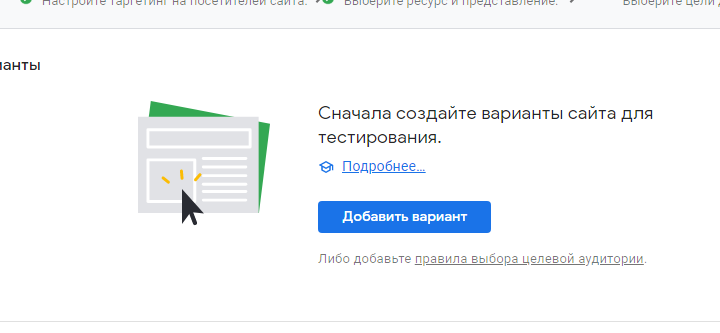 Настройте таргетинг на посетителей сайта.
Выберите ресурс и представление.
Выберите цели
ианты
Сначала создайте варианты сайта для
тестирования.
Подробнее...
Добавить вариант
Либо добавьте правила выбора целевой аудитории.